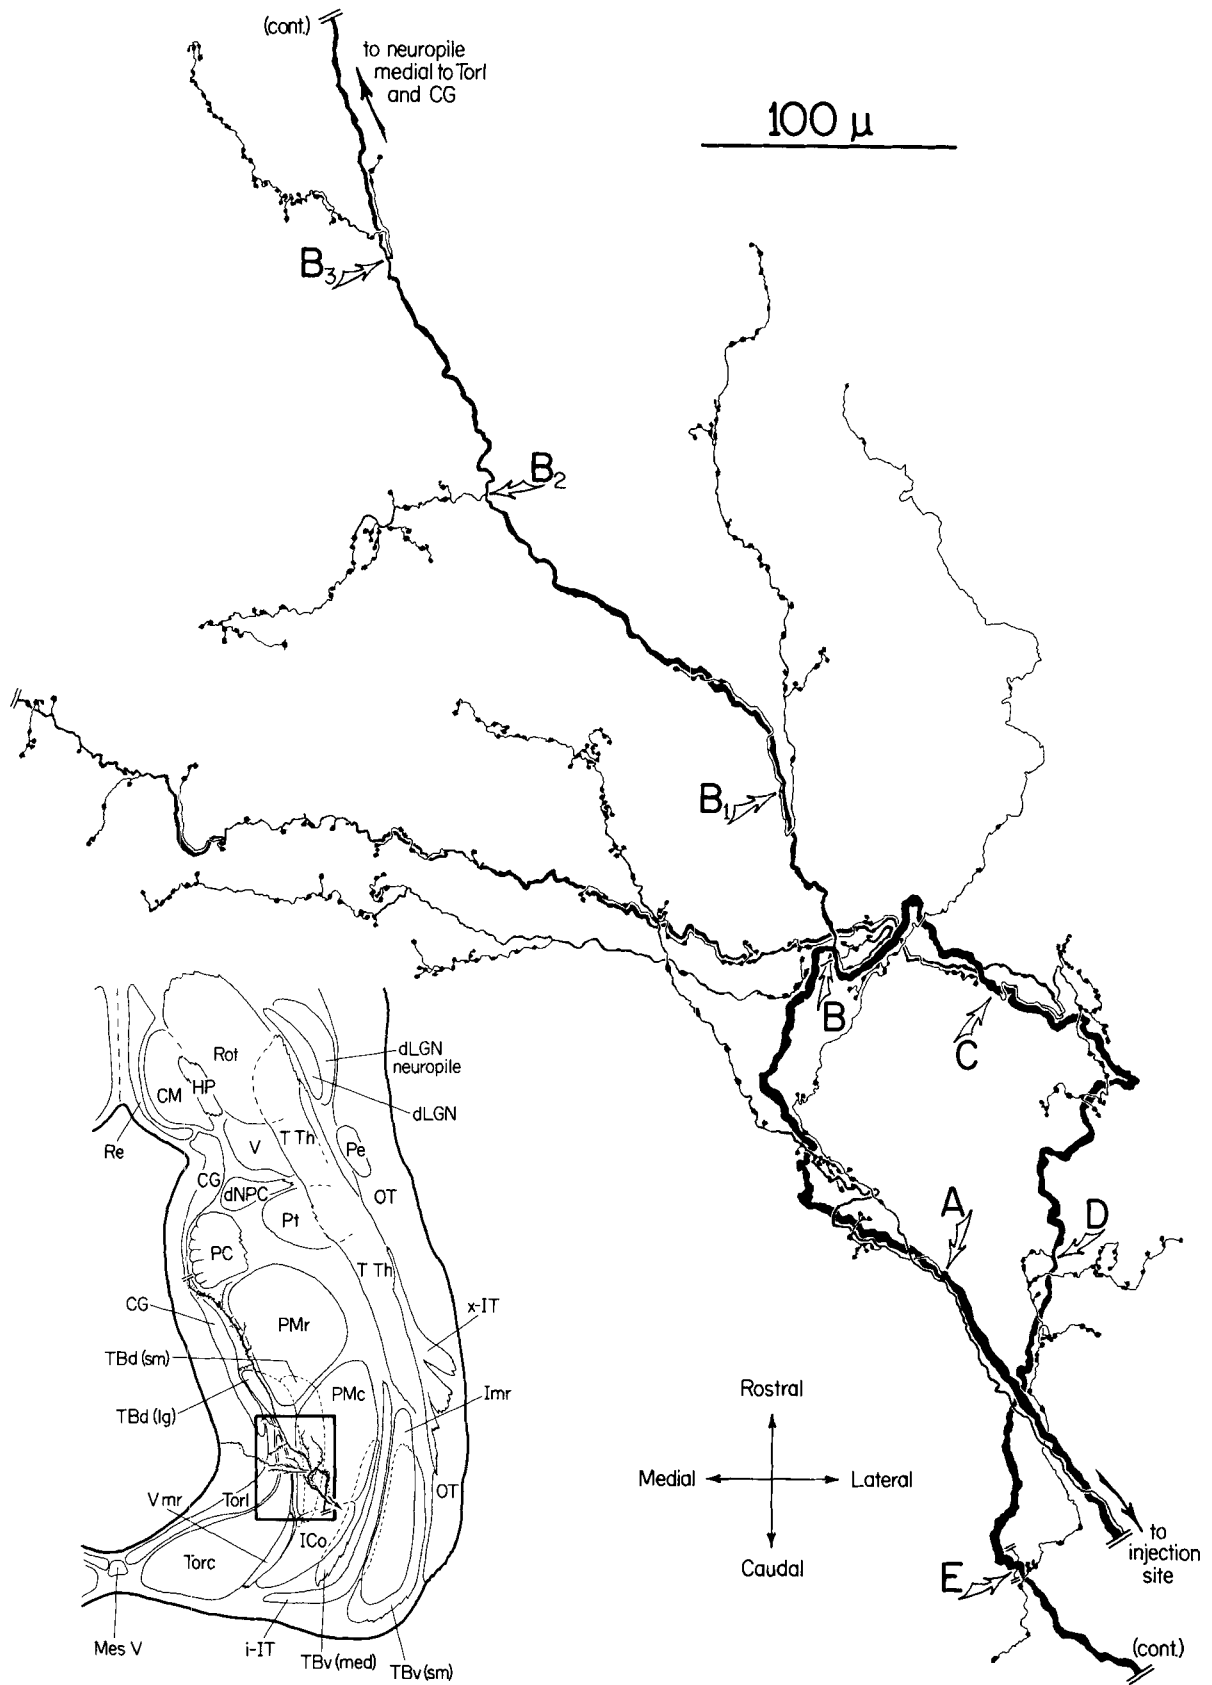 (cont.)
to neuropile
medial to Torl
and CG
100 µ
B3
B2
B1
B
C
A
D
E
Rostral
Medial
Lateral
Caudal
to
injection
site
(cont.)
Rot
dLGN
neuropile
CM
HP
dLGN
Re
V
T Th
Pe
CG
dNPC
OT
Pt
PC
T Th
CG
PMr
x-IT
TBd (sm)
PMc
Imr
TBd (lg)
V mr
Torl
OT
ICo
Torc
Mes V
i-IT
TBv (med)
TBv (sm)